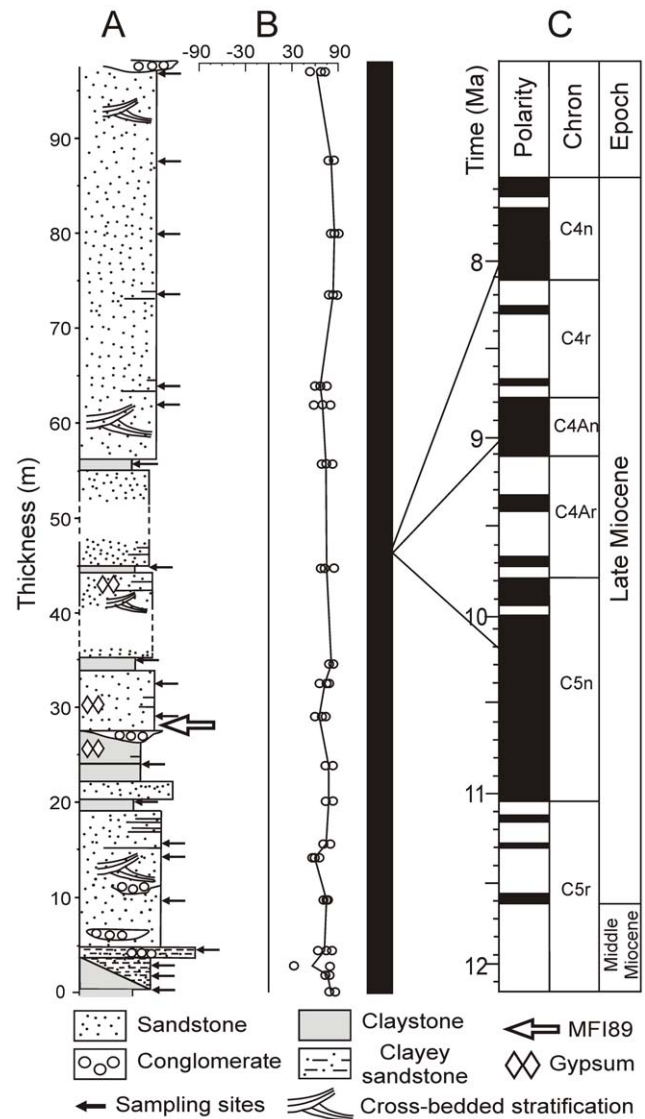 A B C
-90 -30 30 90
Thickness (m)
90
80
70
60
50
40
30
20
10
0
Time (Ma)
Polarity
Chron
Epoch
8
9
10
11
12
C4n
C4r
C4An
C4Ar
C5n
C5r
Late Miocene
Middle
Miocene
Sandstone
Claystone
MFI89
Conglomerate
Clayey
sandstone
Gypsum
Sampling sites
Cross-bedded stratification